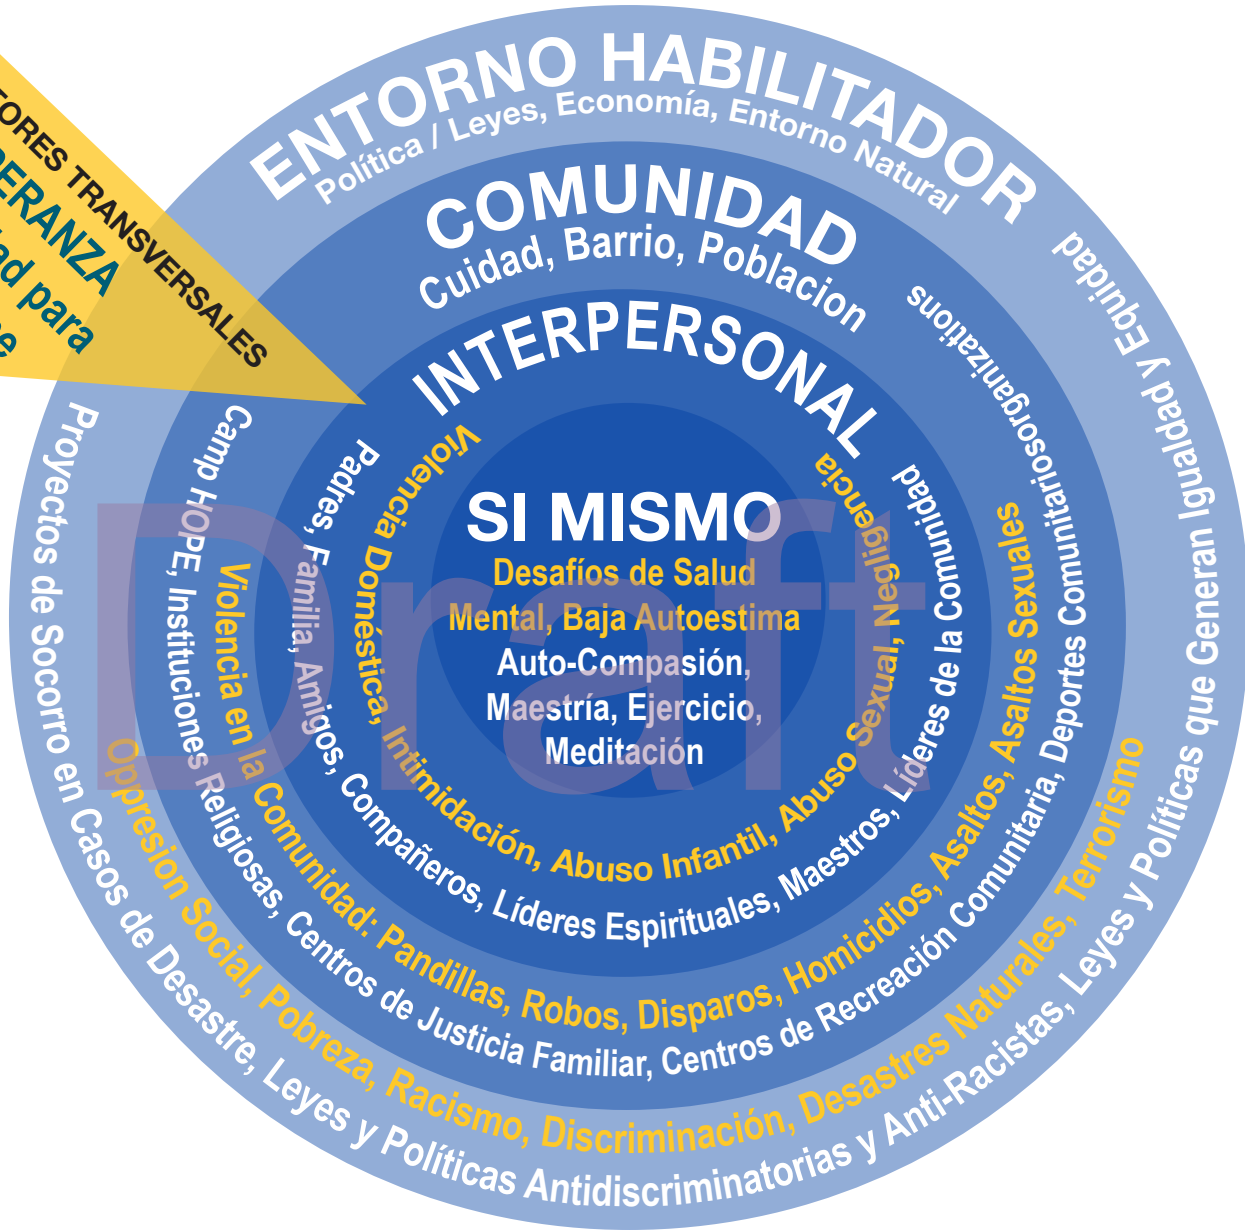 ENTORNO HABILITADOR
Política / Leyes, Economía, Entorno Natural
COMUNIDAD
Cuidad, Barrio, Poblacion
INTERPERSONAL
SI MISMO
Desafíos de Salud
Mental, Baja Autoestima
Auto-Compasión,
Maestría, Ejercicio,
Meditación
Violencia Doméstica, Intimidación, Abuso Infantil, Abuso Sexual, Negligencia
Padres, Familia, Amigos, Compañeros, Líderes Espirituales, Maestros, Líderes de la Comunidad
Violencia en la Comunidad: Pandillas, Robos, Disparos, Homicidios, Asaltos, Asaltos Sexuales
Camp HOPE, Instituciones Religiosas, Centros de Justicia Familiar, Centros de Recreación Comunitaria, Deportes Comunitariosorganizations
Oppresion Social, Pobreza, Racismo, Discriminación, Desastres Naturales, Terrorismo
Proyectos de Socorro en Casos de Desastre, Leyes y Políticas Antidiscriminatorias y Anti-Racistas, Leyes y Políticas que Generan Igualdad y Equidad
TRANSVERSALES
para
Draft